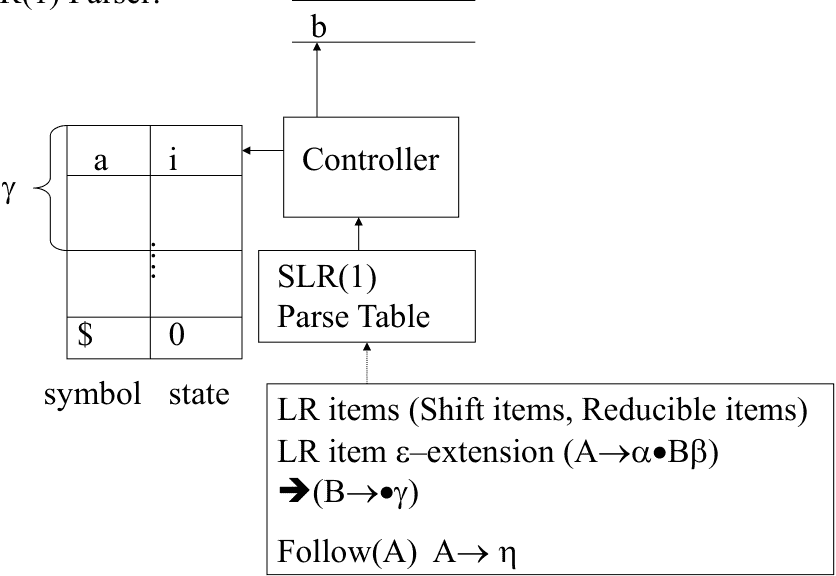 R(1) Parser:
b
a i
Controller
γ
SLR(1)
Parse Table
$ 0
symbol state
LR items (Shift items, Reducible items)
LR item ε–extension (A→α•Bβ)
➔(B→•γ)
Follow(A) A→ η